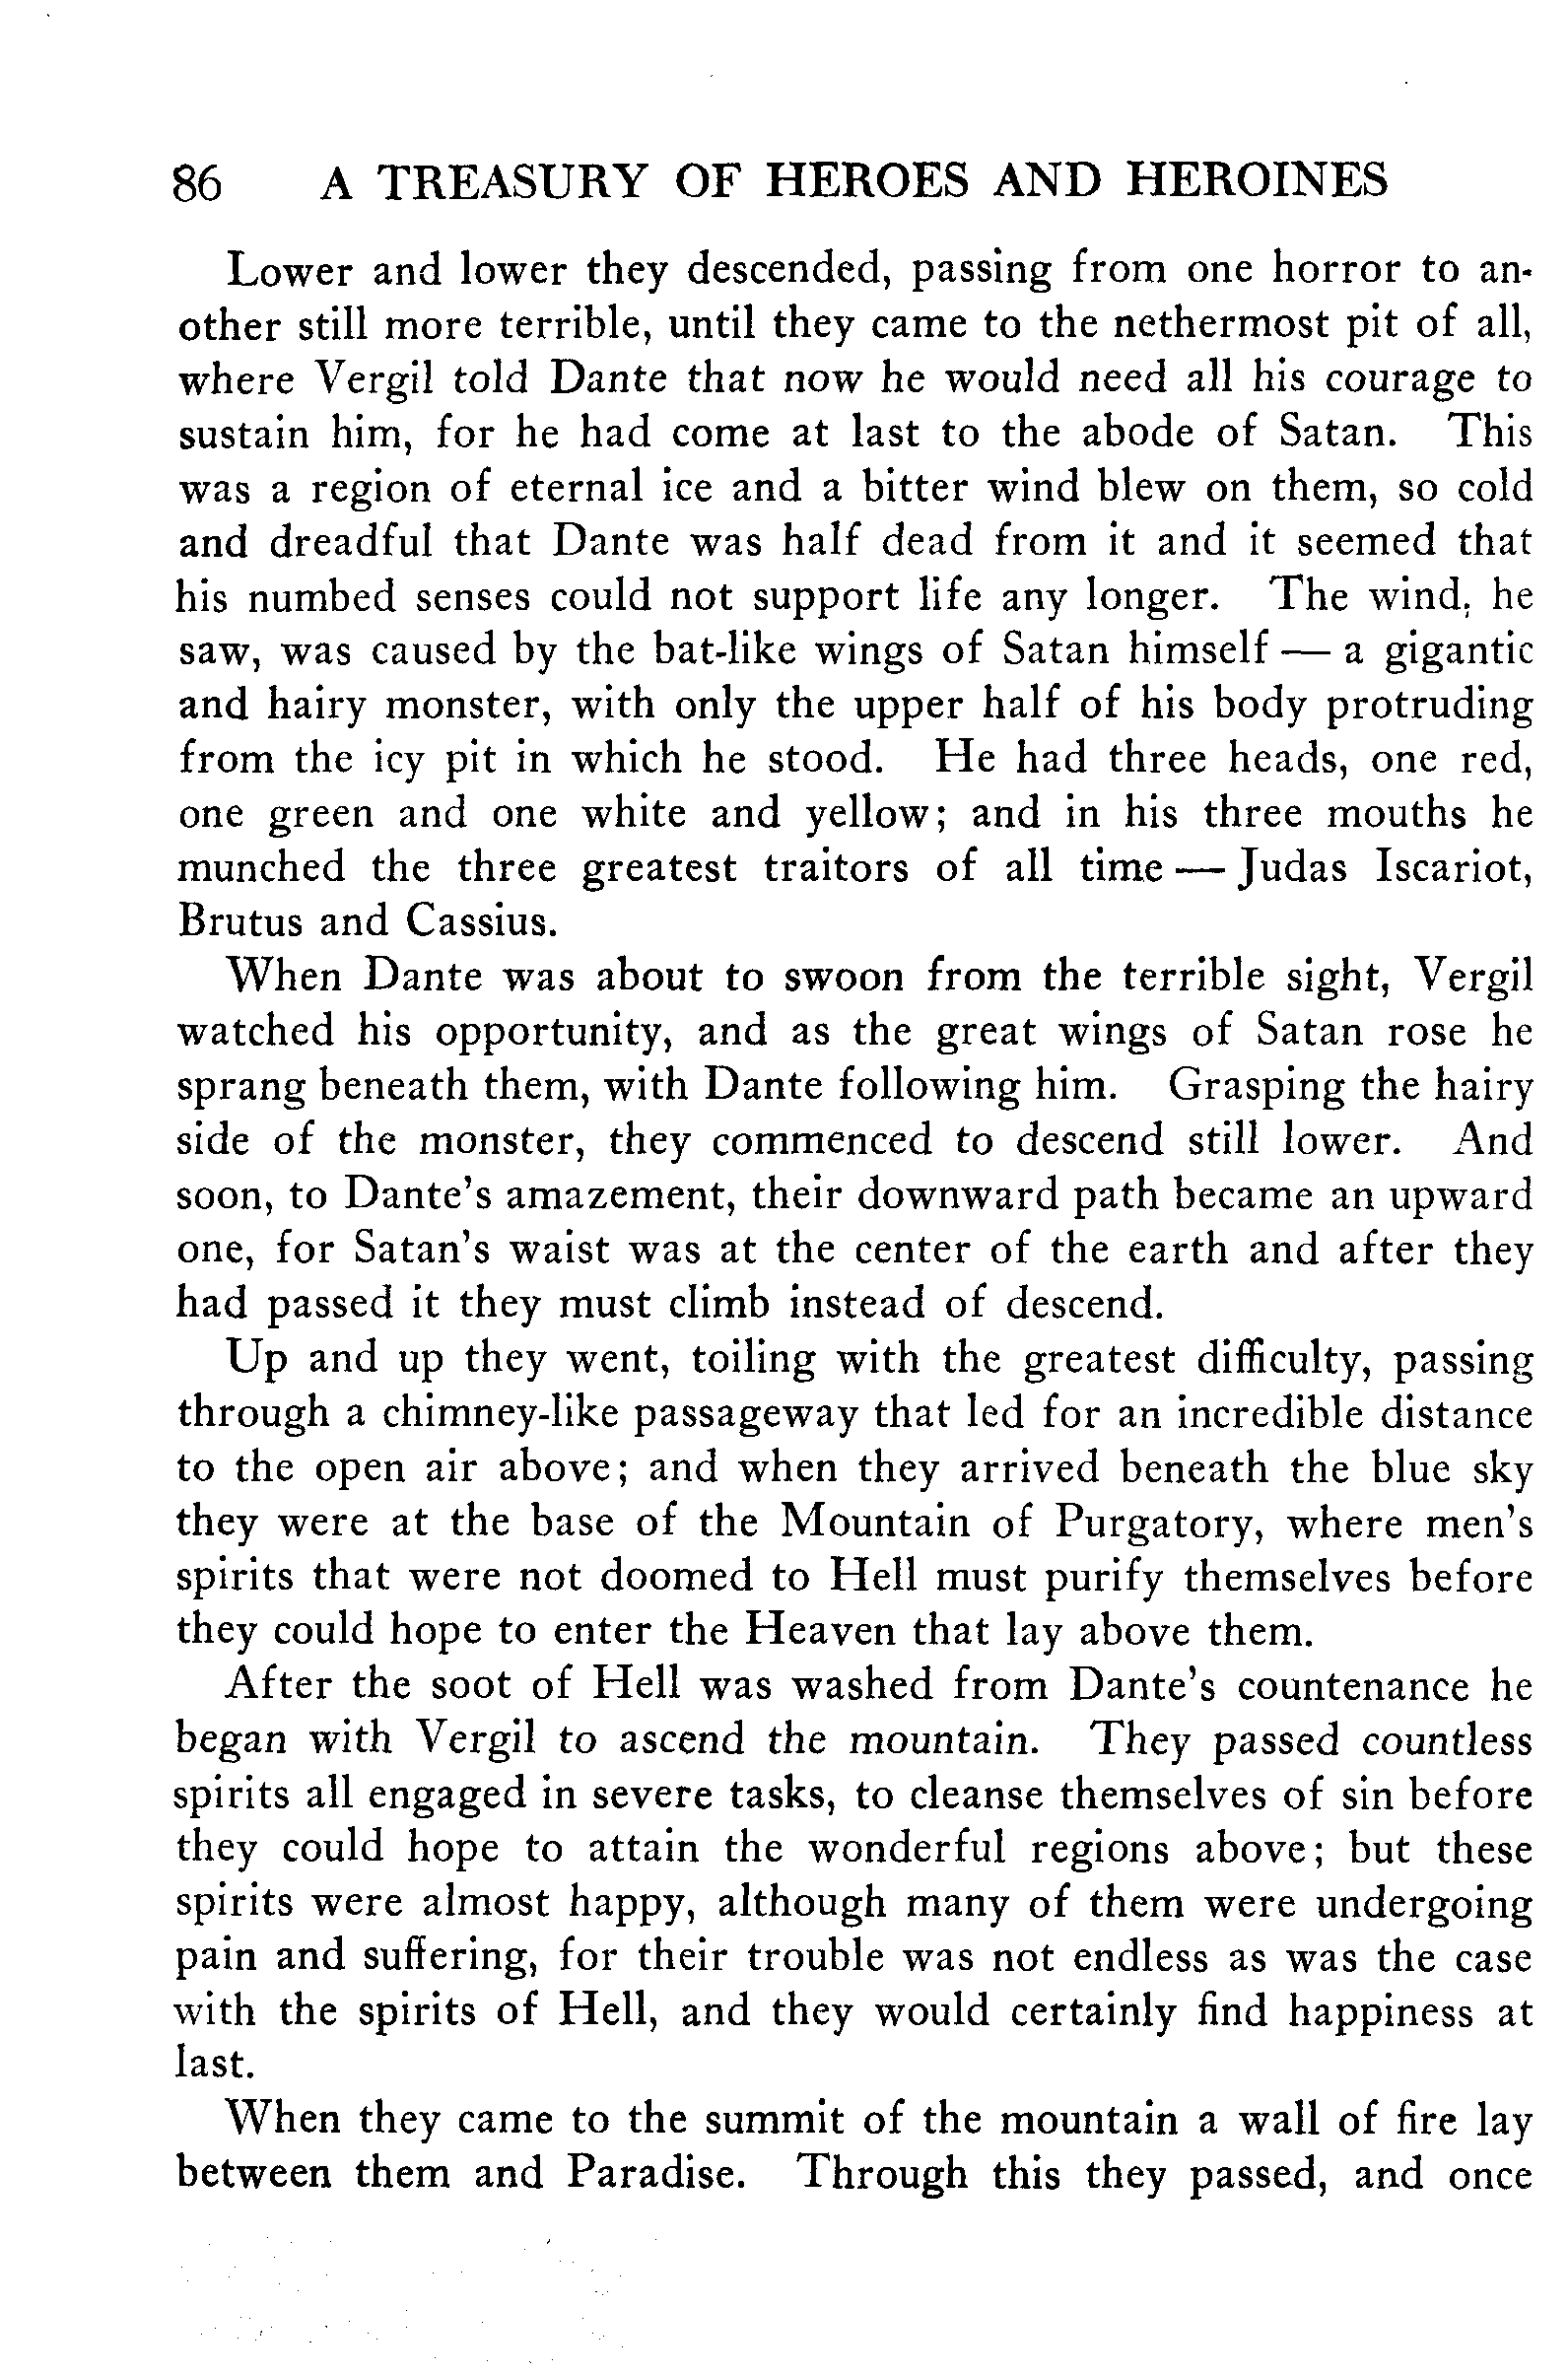 86 A TREASURY OF HEROES AND HEROINES
Lower and lower they descended, passing from one horror to an-
other still more terrible, until they came to the nethermost pit of all,
where Vergil told Dante that now he would need all his courage to
sustain him, for he had come at last to the abode of Satan. This
was a region of eternal ice and a bitter wind blew on them, so cold
and dreadful that Dante was half dead from it and it seemed that
his numbed senses could not support life any longer. The wind, he
saw, was caused by the bat-like wings of Satan himself — a gigantic
and hairy monster, with only the upper half of his body protruding
from the icy pit in which he stood. He had three heads, one red,
one green and one white and yellow; and in his three mouths he
munched the three greatest traitors of all time — Judas Iscariot,
Brutus and Cassius.
When Dante was about to swoon from the terrible sight, Vergil
watched his opportunity, and as the great wings of Satan rose he
sprang beneath them, with Dante following him. Grasping the hairy
side of the monster, they commenced to descend still lower. And
soon, to Dante's amazement, their downward path became an upward
one, for Satan's waist was at the center of the earth and after they
had passed it they must climb instead of descend.
Up and up they went, toiling with the greatest difficulty, passing
through a chimney-like passageway that led for an incredible distance
to the open air above; and when they arrived beneath the blue sky
they were at the base of the Mountain of Purgatory, where men's
spirits that were not doomed to Hell must purify themselves before
they could hope to enter the Heaven that lay above them.
After the soot of Hell was washed from Dante's countenance he
began with Vergil to ascend the mountain. They passed countless
spirits all engaged in severe tasks, to cleanse themselves of sin before
they could hope to attain the wonderful regions above; but these
spirits were almost happy, although many of them were undergoing
pain and suffering, for their trouble was not endless as was the case
with the spirits of Hell, and they would certainly find happiness at
last.
When they came to the summit of the mountain a wall of fire lay
between them and Paradise. Through this they passed, and once